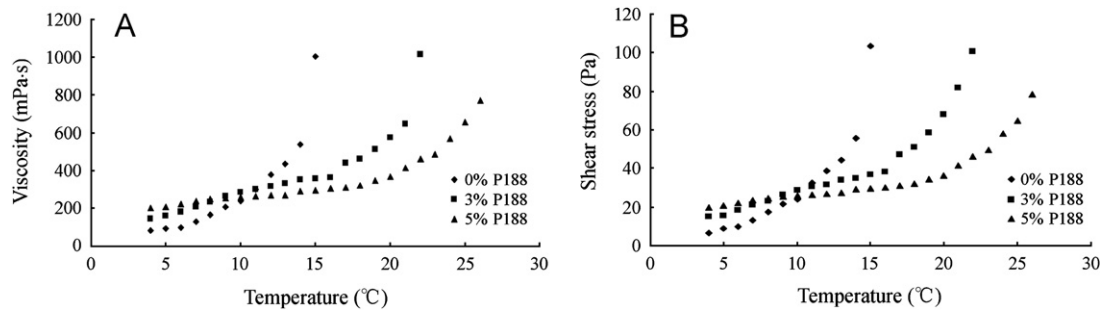 A
1200
1000
800
600
400
200
0
Viscosity (mPa·s)
0% P188
3% P188
5% P188
0 5 10 15 20 25 30
Temperature (℃)
B
120
100
80
60
40
20
0
Shear stress (Pa)
0% P188
3% P188
5% P188
0 5 10 15 20 25 30
Temperature (℃)